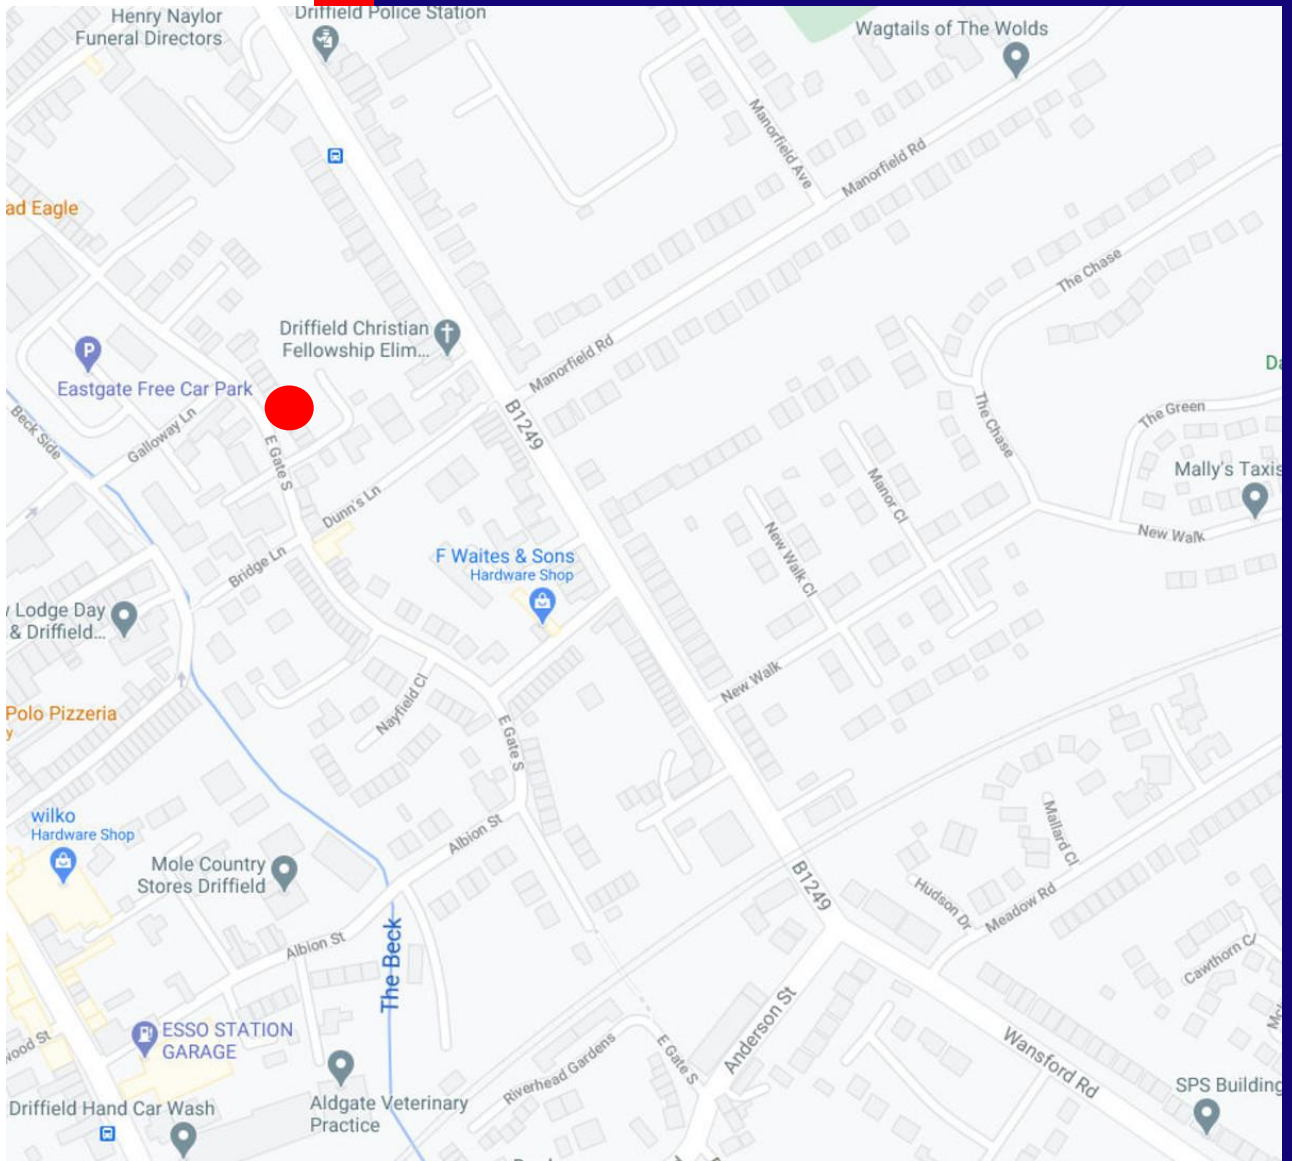 Henry Naylor
Funeral Directors
Driffield Police Station
Wagtails of The Wolds
Manorfield Ave
Manorfield Rd
ad Eagle
The Chase
Driffield Christian
Fellowship Elim...
Manorfield Rd
P
Eastgate Free Car Park
B1249
Beck Side
Galloway Ln
E Gate S
Dunn's Ln
Bridge Ln
The Chase
The Green
Mally's Taxis
Manor Cl
New Walk Cl
New Walk
F Waites & Sons
Hardware Shop
Lodge Day
& Driffield...
New Walk
Nayfield Cl
Polo Pizzeria
y
E Gate S
wilko
Hardware Shop
Albion St
Mole Country
Stores Driffield
Mallard Cl
B1249
Hudson Dr
Meadow Rd
Albion St
The Beck
Cawthorn C
ESSO STATION
GARAGE
wood St
Anderson St
E Gate S
Riverhead Gardens
Wansford Rd
SPS Building
Driffield Hand Car Wash
Aldgate Veterinary
Practice